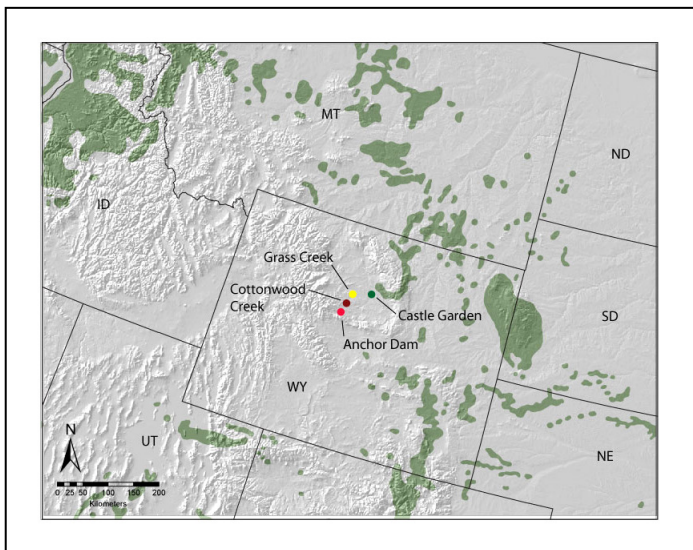 MT
ND
ID
Grass Creek
Cottonwood
Creek
Castle Garden
SD
Anchor Dam
WY
N
UT
NE
0 25 50 100 150 200
Kilometers